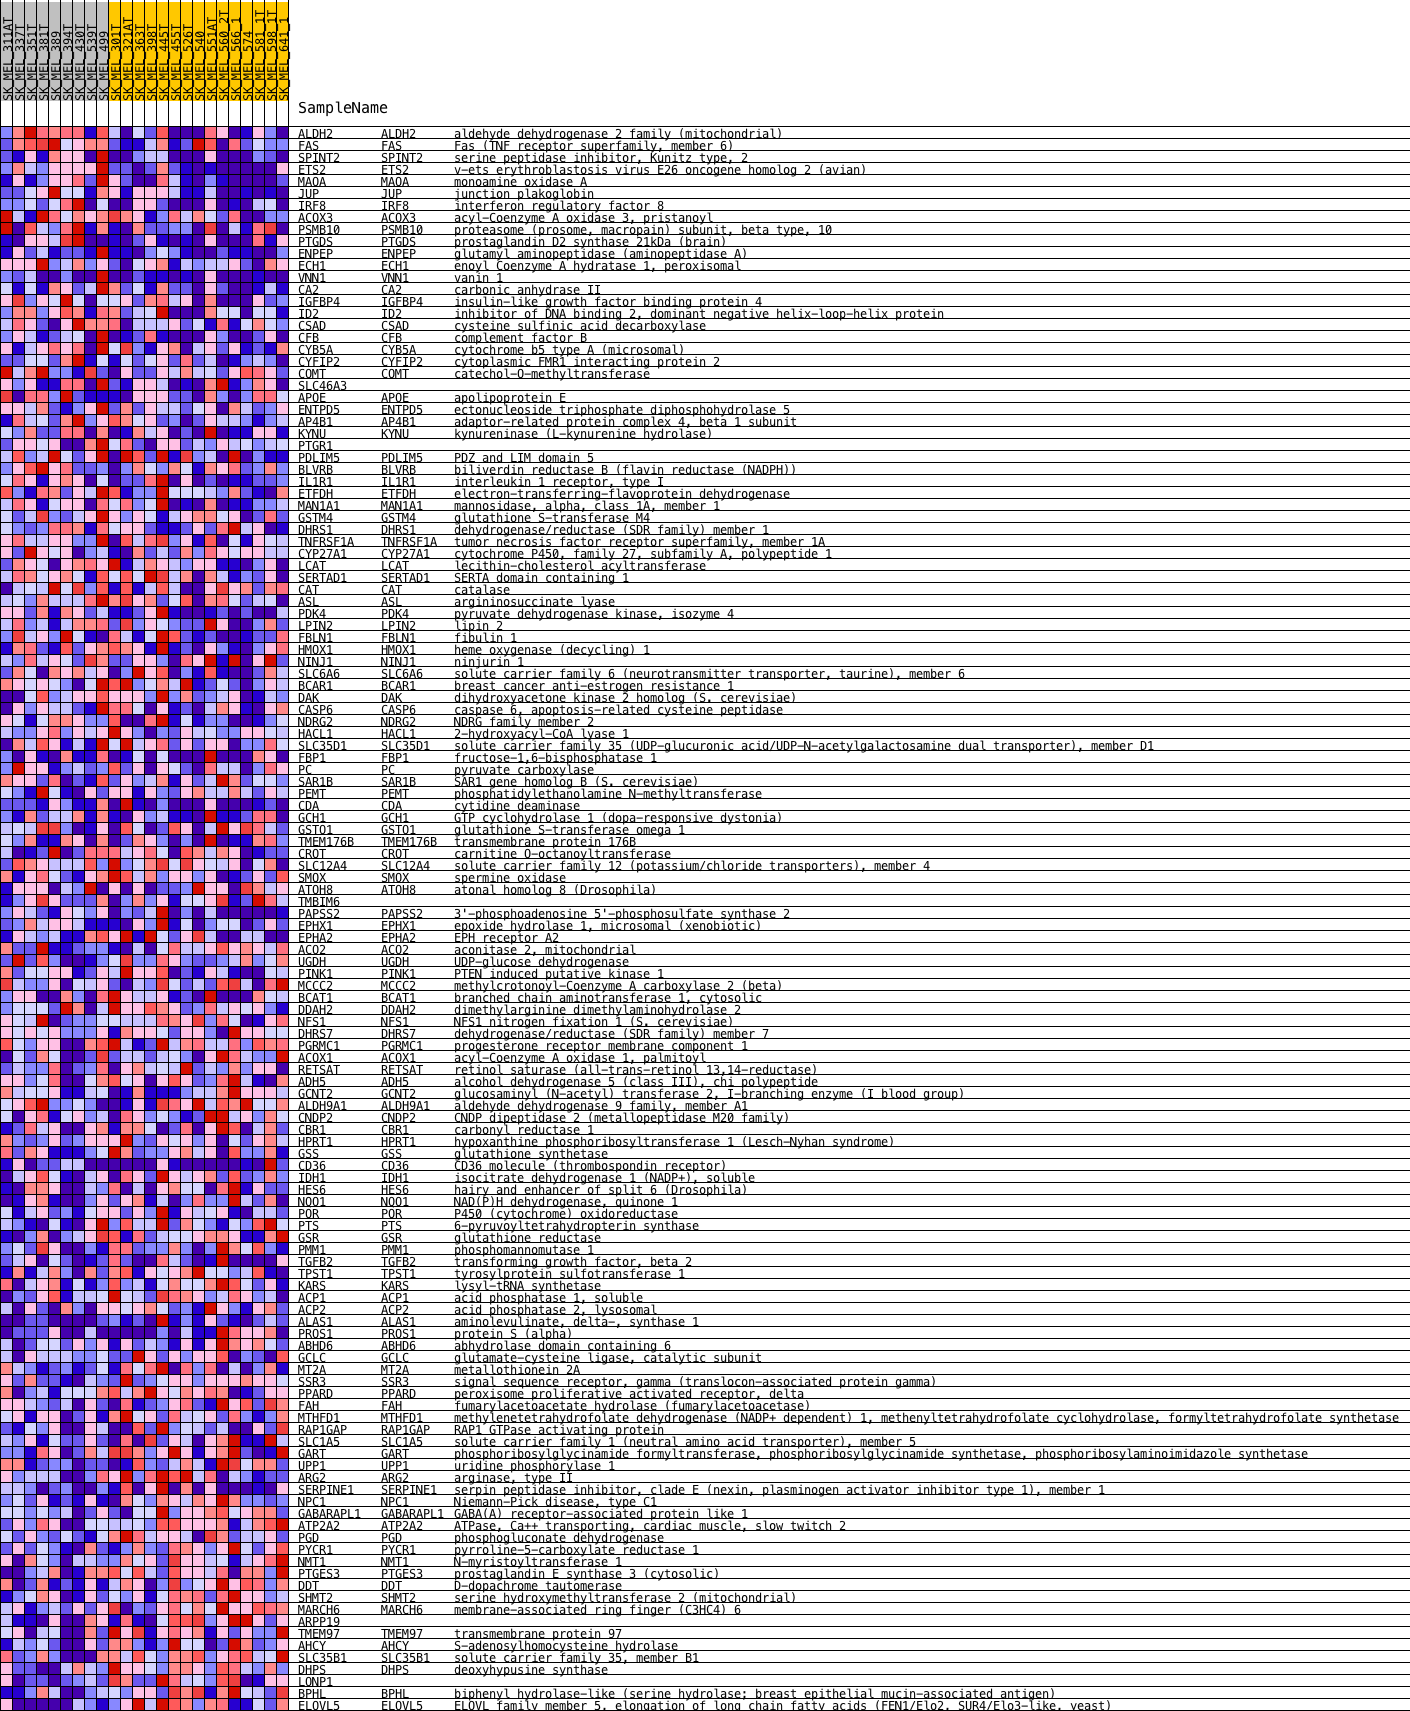 SK_MEL_311AT
SK_MEL_337T
SK_MEL_351T
SK_MEL_381T
SK_MEL_389
SK_MEL_394T
SK_MEL_430T
SK_MEL_539T
SK_MEL_499
SK_MEL_301T
SK_MEL_321AT
SK_MEL_363T
SK_MEL_398T
SK_MEL_445T
SK_MEL_455T
SK_MEL_526T
SK_MEL_540
SK_MEL_551AT
SK_MEL_560_2T
SK_MEL_566_1
SK_MEL_574
SK_MEL_581_1T
SK_MEL_598_1T
SK_MEL_641_1
SampleName
ALDH2 ALDH2 aldehyde dehydrogenase 2 family (mitochondrial)
FAS FAS Fas (TNF receptor superfamily, member 6)
SPINT2 SPINT2 serine peptidase inhibitor, Kunitz type, 2
ETS2 ETS2 v-ets erythroblastosis virus E26 oncogene homolog 2 (avian)
MAOA MAOA monoamine oxidase A
JUP JUP junction plakoglobin
IRF8 IRF8 interferon regulatory factor 8
ACOX3 ACOX3 acyl-Coenzyme A oxidase 3, pristanoyl
PSMB10 PSMB10 proteasome (prosome, macropain) subunit, beta type, 10
PTGDS PTGDS prostaglandin D2 synthase 21kDa (brain)
ENPEP ENPEP glutamyl aminopeptidase (aminopeptidase A)
ECH1 ECH1 enoyl Coenzyme A hydratase 1, peroxisomal
VNN1 VNN1 vanin 1
CA2 CA2 carbonic anhydrase II
IGFBP4 IGFBP4 insulin-like growth factor binding protein 4
ID2 ID2 inhibitor of DNA binding 2, dominant negative helix-loop-helix protein
CSAD CSAD cysteine sulfinic acid decarboxylase
CFB CFB complement factor B
CYB5A CYB5A cytochrome b5 type A (microsomal)
CYFIP2 CYFIP2 cytoplasmic FMR1 interacting protein 2
COMT COMT catechol-O-methyltransferase
SLC46A3
APOE APOE apolipoprotein E
ENTPD5 ENTPD5 ectonucleoside triphosphate diphosphohydrolase 5
AP4B1 AP4B1 adaptor-related protein complex 4, beta 1 subunit
KYNU KYNU kynureninase (L-kynurenine hydrolase)
PTGR1
PDLIM5 PDLIM5 PDZ and LIM domain 5
BLVRB BLVRB biliverdin reductase B (flavin reductase (NADPH))
IL1R1 IL1R1 interleukin 1 receptor, type I
ETFDH ETFDH electron-transferring-flavoprotein dehydrogenase
MAN1A1 MAN1A1 mannosidase, alpha, class 1A, member 1
GSTM4 GSTM4 glutathione S-transferase M4
DHRS1 DHRS1 dehydrogenase/reductase (SDR family) member 1
TNFRSF1A TNFRSF1A tumor necrosis factor receptor superfamily, member 1A
CYP27A1 CYP27A1 cytochrome P450, family 27, subfamily A, polypeptide 1
LCAT LCAT lecithin-cholesterol acyltransferase
SERTAD1 SERTAD1 SERTA domain containing 1
CAT CAT catalase
ASL ASL argininosuccinate lyase
PDK4 PDK4 pyruvate dehydrogenase kinase, isozyme 4
LPIN2 LPIN2 lipin 2
FBLN1 FBLN1 fibulin 1
HMOX1 HMOX1 heme oxygenase (decycling) 1
NINJ1 NINJ1 ninjurin 1
SLC6A6 SLC6A6 solute carrier family 6 (neurotransmitter transporter, taurine), member 6
BCAR1 BCAR1 breast cancer anti-estrogen resistance 1
DAK DAK dihydroxyacetone kinase 2 homolog (S. cerevisiae)
CASP6 CASP6 caspase 6, apoptosis-related cysteine peptidase
NDRG2 NDRG2 NDRG family member 2
HACL1 HACL1 2-hydroxyacyl-CoA lyase 1
SLC35D1 SLC35D1 solute carrier family 35 (UDP-glucuronic acid/UDP-N-acetylgalactosamine dual transporter), member D1
FBP1 FBP1 fructose-1,6-bisphosphatase 1
PC PC pyruvate carboxylase
SAR1B SAR1B SAR1 gene homolog B (S. cerevisiae)
PEMT PEMT phosphatidylethanolamine N-methyltransferase
CDA CDA cytidine deaminase
GCH1 GCH1 GTP cyclohydrolase 1 (dopa-responsive dystonia)
GSTO1 GSTO1 glutathione S-transferase omega 1
TMEM176B TMEM176B transmembrane protein 176B
CROT CROT carnitine O-octanoyltransferase
SLC12A4 SLC12A4 solute carrier family 12 (potassium/chloride transporters), member 4
SMOX SMOX spermine oxidase
ATOH8 ATOH8 atonal homolog 8 (Drosophila)
TMBIM6
PAPSS2 PAPSS2 3'-phosphoadenosine 5'-phosphosulfate synthase 2
EPHX1 EPHX1 epoxide hydrolase 1, microsomal (xenobiotic)
EPHA2 EPHA2 EPH receptor A2
ACO2 ACO2 aconitase 2, mitochondrial
UGDH UGDH UDP-glucose dehydrogenase
PINK1 PINK1 PTEN induced putative kinase 1
MCCC2 MCCC2 methylcrotonoyl-Coenzyme A carboxylase 2 (beta)
BCAT1 BCAT1 branched chain aminotransferase 1, cytosolic
DDAH2 DDAH2 dimethylarginine dimethylaminohydrolase 2
NFS1 NFS1 NFS1 nitrogen fixation 1 (S. cerevisiae)
DHRS7 DHRS7 dehydrogenase/reductase (SDR family) member 7
PGRMC1 PGRMC1 progesterone receptor membrane component 1
ACOX1 ACOX1 acyl-Coenzyme A oxidase 1, palmitoyl
RETSAT RETSAT retinol saturase (all-trans-retinol 13,14-reductase)
ADH5 ADH5 alcohol dehydrogenase 5 (class III), chi polypeptide
GCNT2 GCNT2 glucosaminyl (N-acetyl) transferase 2, I-branching enzyme (I blood group)
ALDH9A1 ALDH9A1 aldehyde dehydrogenase 9 family, member A1
CNDP2 CNDP2 CNDP dipeptidase 2 (metallopeptidase M20 family)
CBR1 CBR1 carbonyl reductase 1
HPRT1 HPRT1 hypoxanthine phosphoribosyltransferase 1 (Lesch-Nyhan syndrome)
GSS GSS glutathione synthetase
CD36 CD36 CD36 molecule (thrombospondin receptor)
IDH1 IDH1 isocitrate dehydrogenase 1 (NADP+), soluble
HES6 HES6 hairy and enhancer of split 6 (Drosophila)
NQO1 NQO1 NAD(P)H dehydrogenase, quinone 1
POR POR P450 (cytochrome) oxidoreductase
PTS PTS 6-pyruvoyltetrahydropterin synthase
GSR GSR glutathione reductase
PMM1 PMM1 phosphomannomutase 1
TGFB2 TGFB2 transforming growth factor, beta 2
TPST1 TPST1 tyrosylprotein sulfotransferase 1
KARS KARS lysyl-tRNA synthetase
ACP1 ACP1 acid phosphatase 1, soluble
ACP2 ACP2 acid phosphatase 2, lysosomal
ALAS1 ALAS1 aminolevulinate, delta-, synthase 1
PROS1 PROS1 protein S (alpha)
ABHD6 ABHD6 abhydrolase domain containing 6
GCLC GCLC glutamate-cysteine ligase, catalytic subunit
MT2A MT2A metallothionein 2A
SSR3 SSR3 signal sequence receptor, gamma (translocon-associated protein gamma)
PPARD PPARD peroxisome proliferative activated receptor, delta
FAH FAH fumarylacetoacetate hydrolase (fumarylacetoacetase)
MTHFD1 MTHFD1 methylenetetrahydrofolate dehydrogenase (NADP+ dependent) 1, methenyltetrahydrofolate cyclohydrolase, formyltetrahydrofolate synthetase
RAP1GAP RAP1GAP RAP1 GTPase activating protein
SLC1A5 SLC1A5 solute carrier family 1 (neutral amino acid transporter), member 5
GART GART phosphoribosylglycinamide formyltransferase, phosphoribosylglycinamide synthetase, phosphoribosylaminoimidazole synthetase
UPP1 UPP1 uridine phosphorylase 1
ARG2 ARG2 arginase, type II
SERPINE1 SERPINE1 serpin peptidase inhibitor, clade E (nexin, plasminogen activator inhibitor type 1), member 1
NPC1 NPC1 Niemann-Pick disease, type C1
GABARAPL1 GABARAPL1 GABA(A) receptor-associated protein like 1
ATP2A2 ATP2A2 ATPase, Ca++ transporting, cardiac muscle, slow twitch 2
PGD PGD phosphogluconate dehydrogenase
PYCR1 PYCR1 pyrroline-5-carboxylate reductase 1
NMT1 NMT1 N-myristoyltransferase 1
PTGES3 PTGES3 prostaglandin E synthase 3 (cytosolic)
DDT DDT D-dopachrome tautomerase
SHMT2 SHMT2 serine hydroxymethyltransferase 2 (mitochondrial)
MARCH6 MARCH6 membrane-associated ring finger (C3HC4) 6
ARPP19
TMEM97 TMEM97 transmembrane protein 97
AHCY AHCY S-adenosylhomocysteine hydrolase
SLC35B1 SLC35B1 solute carrier family 35, member B1
DHPS DHPS deoxyhypusine synthase
LONP1
BPHL BPHL biphenyl hydrolase-like (serine hydrolase; breast epithelial mucin-associated antigen)
ELOVL5 ELOVL5 ELOVL family member 5, elongation of long chain fatty acids (FEN1/Elo2, SUR4/Elo3-like, yeast)